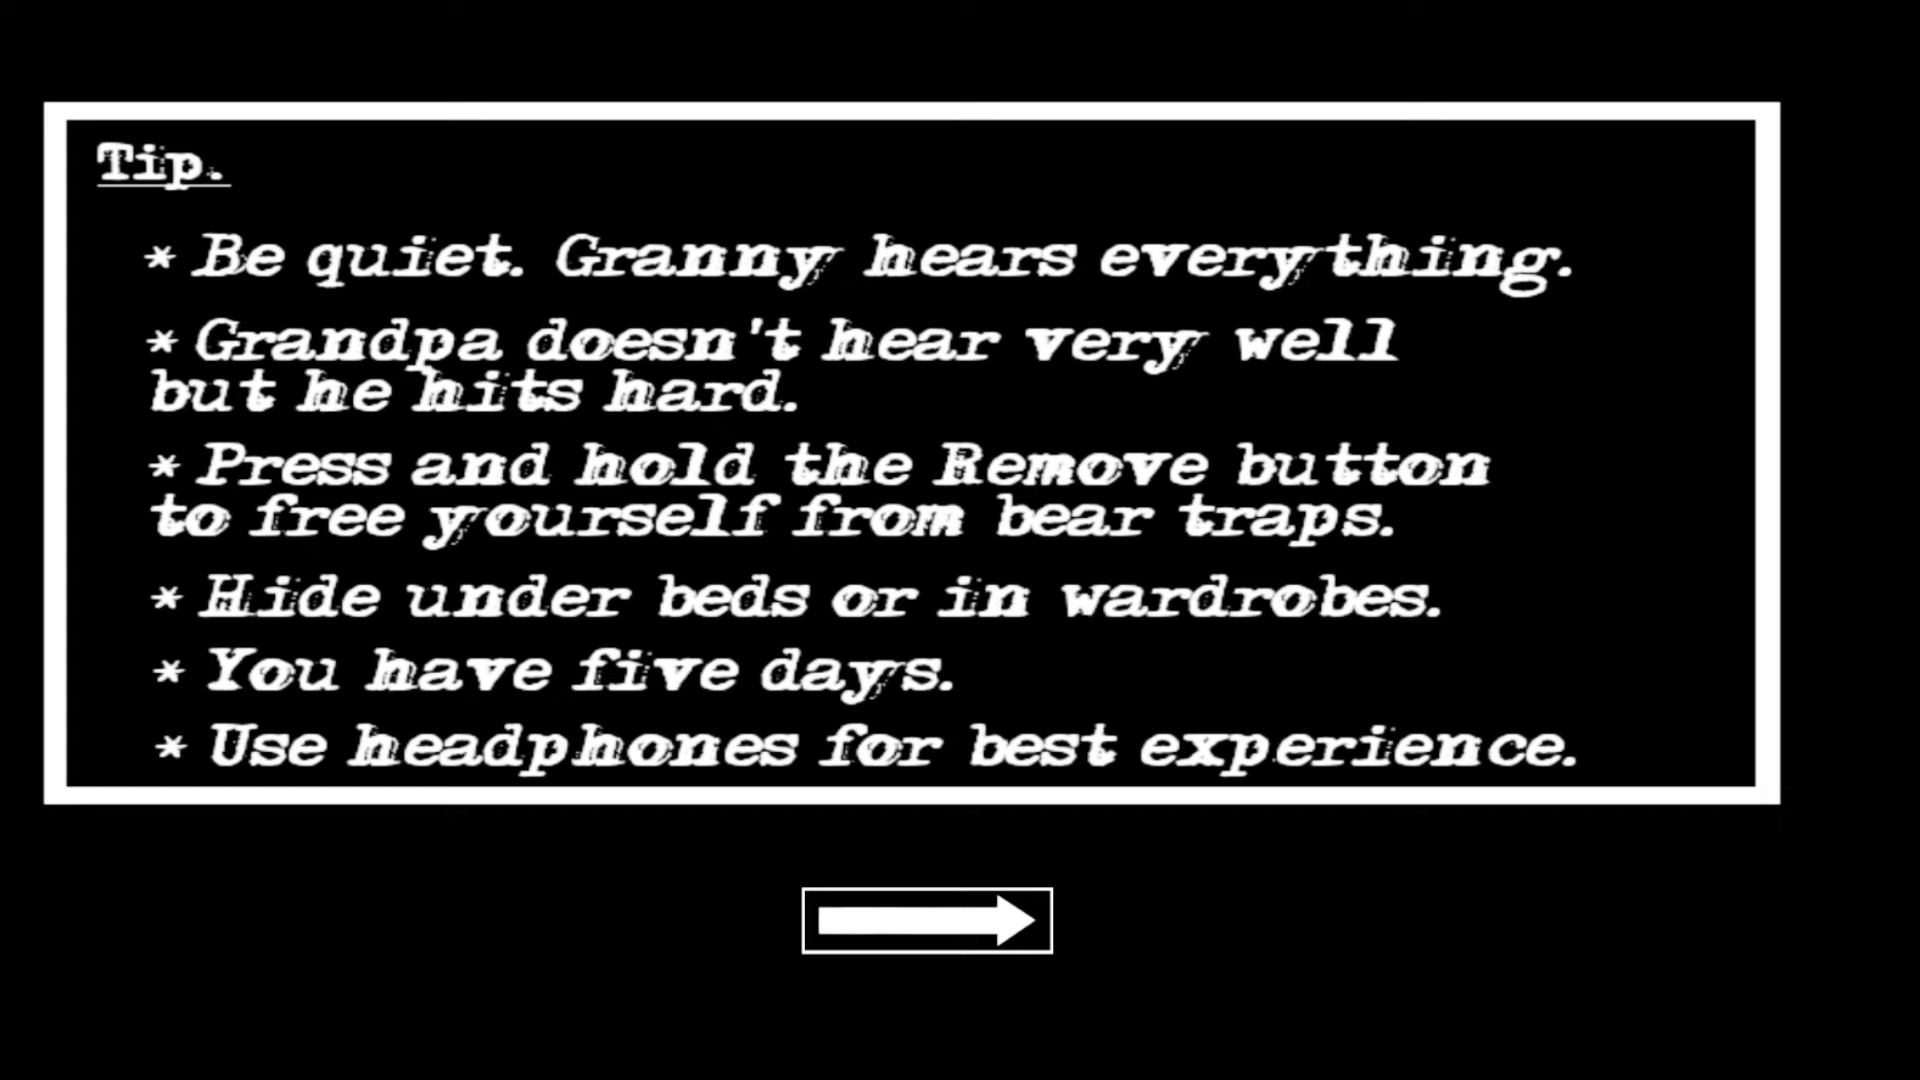 Tip.
* Be quiet. Granny hears everything.
* Grandpa doesn't hear very well
but he hits hard.
* Press and hold the Remove button
to free yourself from bear traps.
* Hide under beds or in wardrobes.
* You have five days.
* Use headphones for best experience.